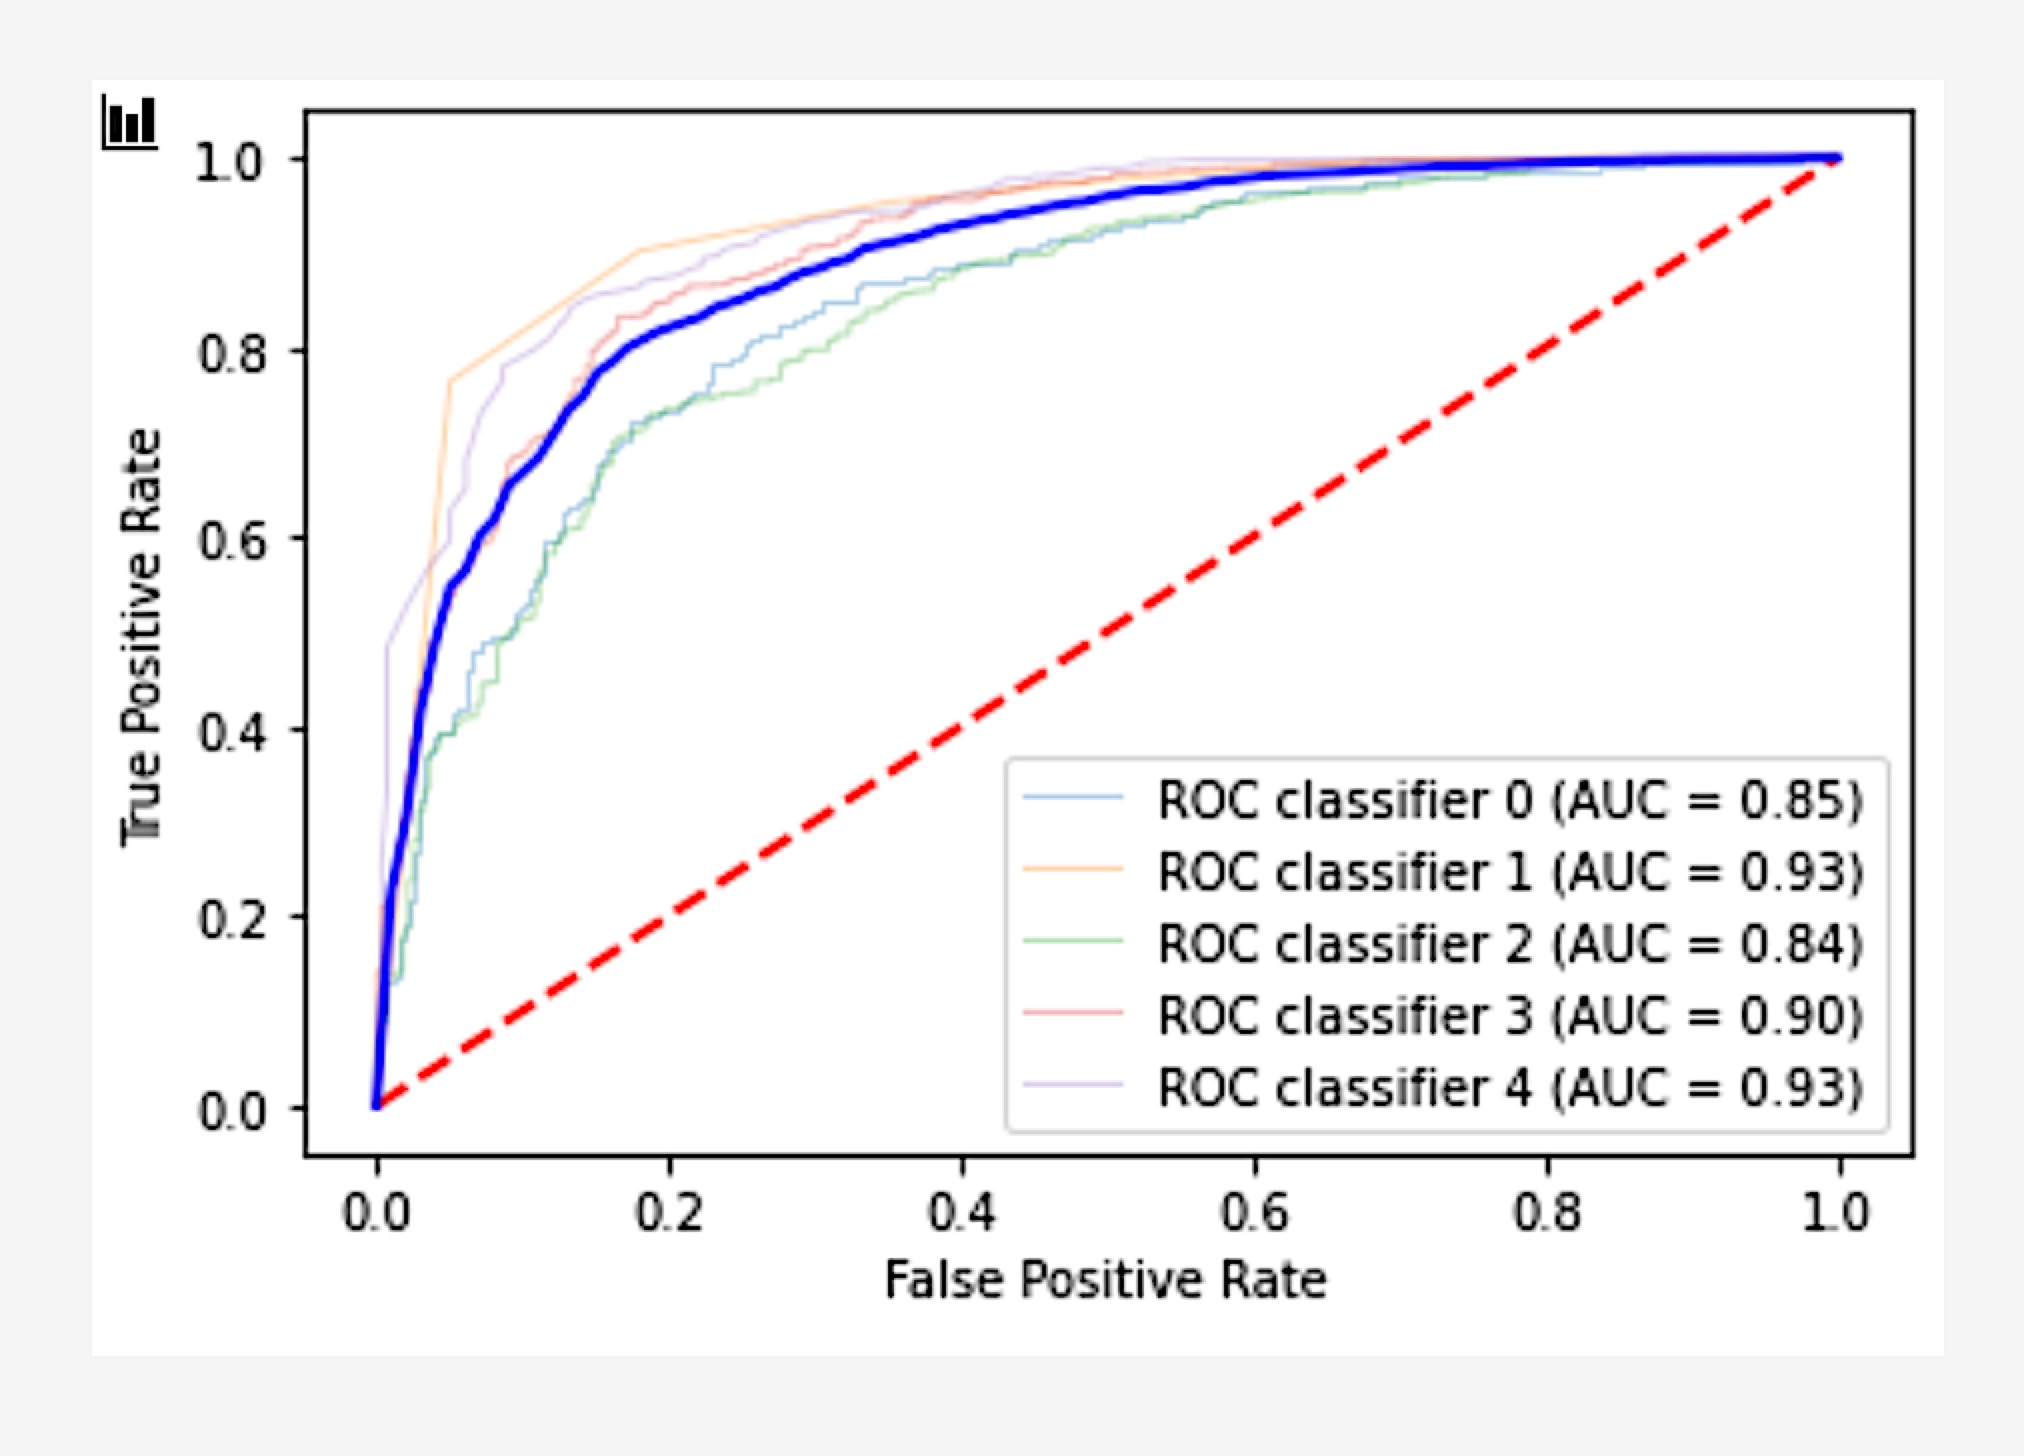 1.0
0.8
0.6
0.4
0.2
0.0
True Positive Rate
ROC classifier 0 (AUC = 0.85)
ROC classifier 1 (AUC = 0.93)
ROC classifier 2 (AUC = 0.84)
ROC classifier 3 (AUC = 0.90)
ROC classifier 4 (AUC = 0.93)
0.0 0.2 0.4 0.6 0.8 1.0
False Positive Rate